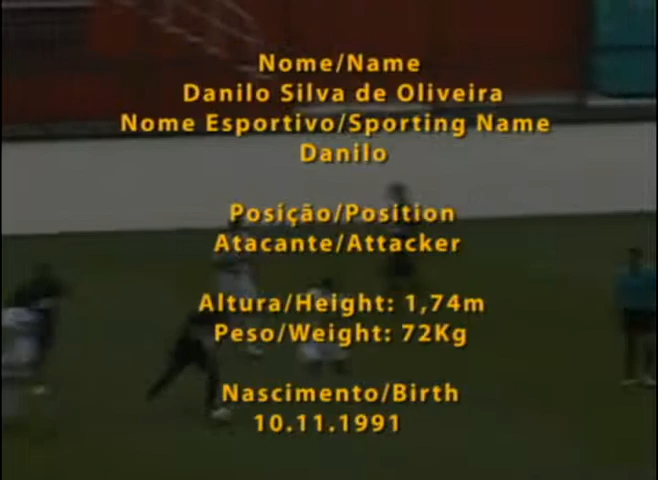 Nome/Name
Danilo Silva de Oliveira
Nome Esportivo/Sporting Name
Danilo
Posição/Position
Atacante/Attacker
Altura/Height: 1,74m
Peso/Weight: 72Kg
Nascimento/Birth
10.11.1991